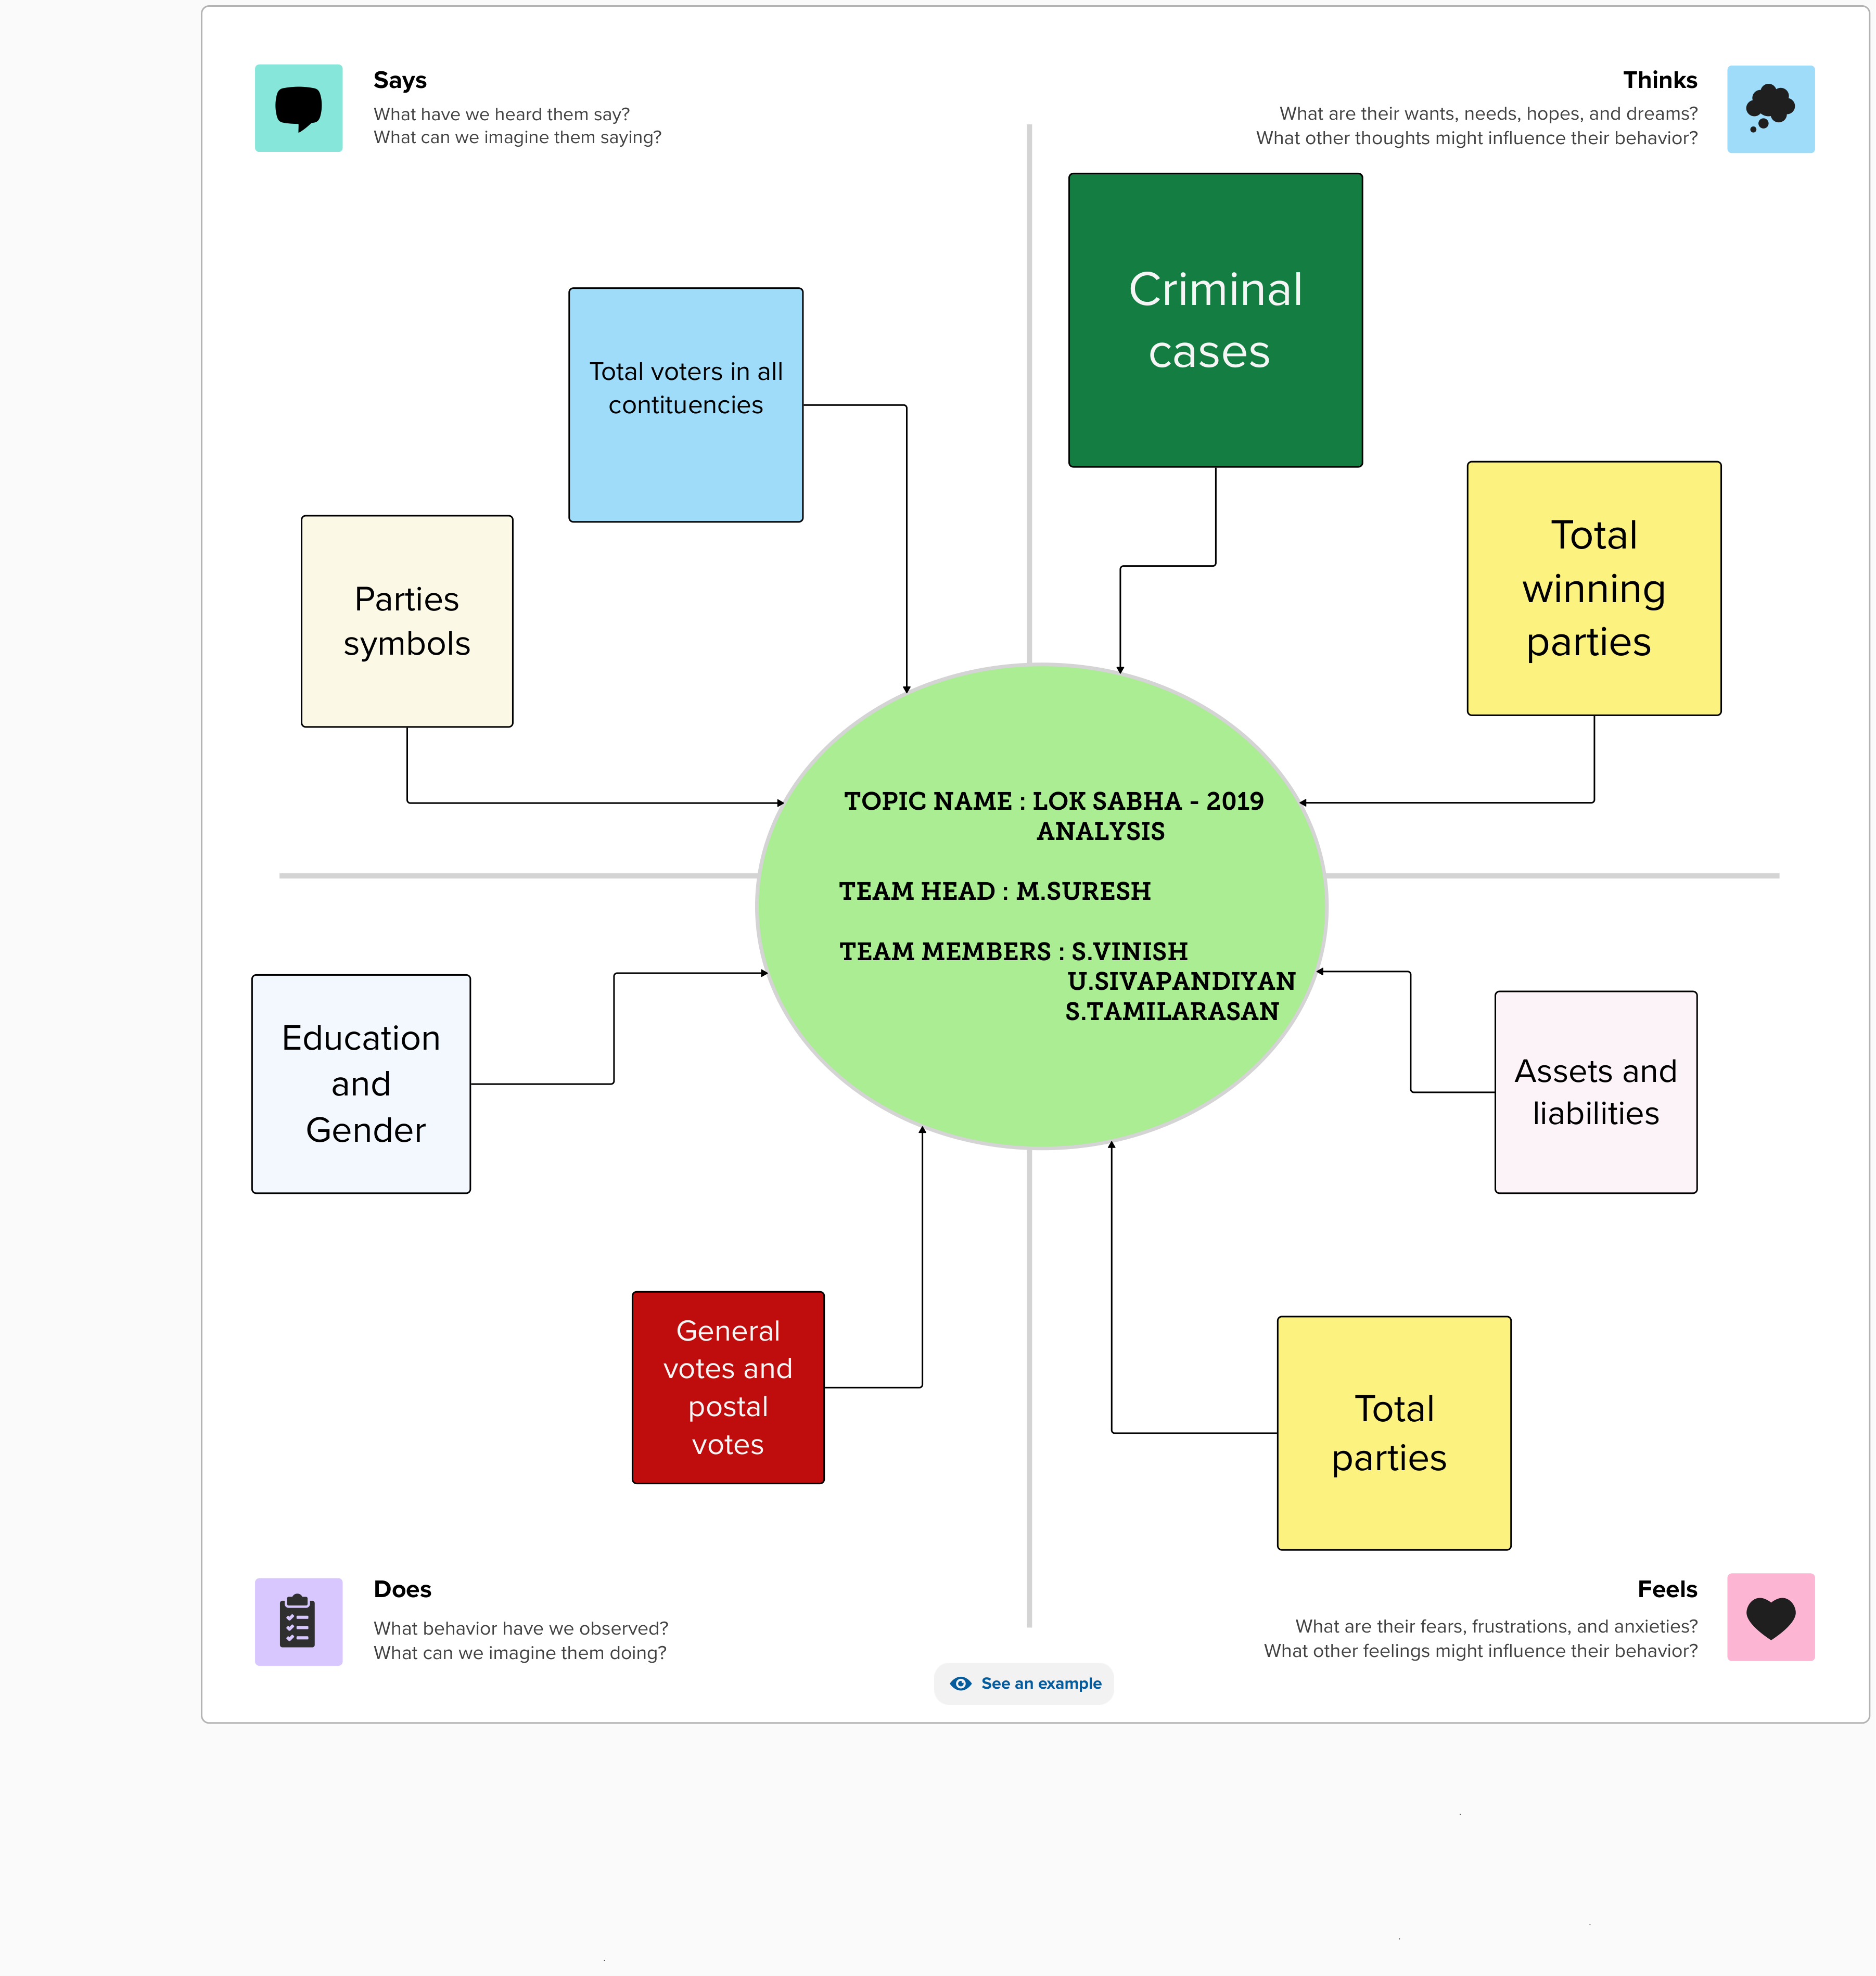 Says
What have we heard them say?
What can we imagine them saying?
Thinks
What are their wants, needs, hopes, and dreams?
What other thoughts might influence their behavior?
Criminal
cases
Total voters in all
contituencies
Total
winning
parties
Parties
symbols
TOPIC NAME : LOK SABHA - 2019
ANALYSIS
TEAM HEAD : M.SURESH
TEAM MEMBERS : S.VINISH
U.SIVAPANDIYAN
S.TAMILARASAN
Education
and
Gender
Assets and
liabilities
General
votes and
postal
votes
Total
parties
Does
What behavior have we observed?
What can we imagine them doing?
Feels
What are their fears, frustrations, and anxieties?
What other feelings might influence their behavior?
See an example